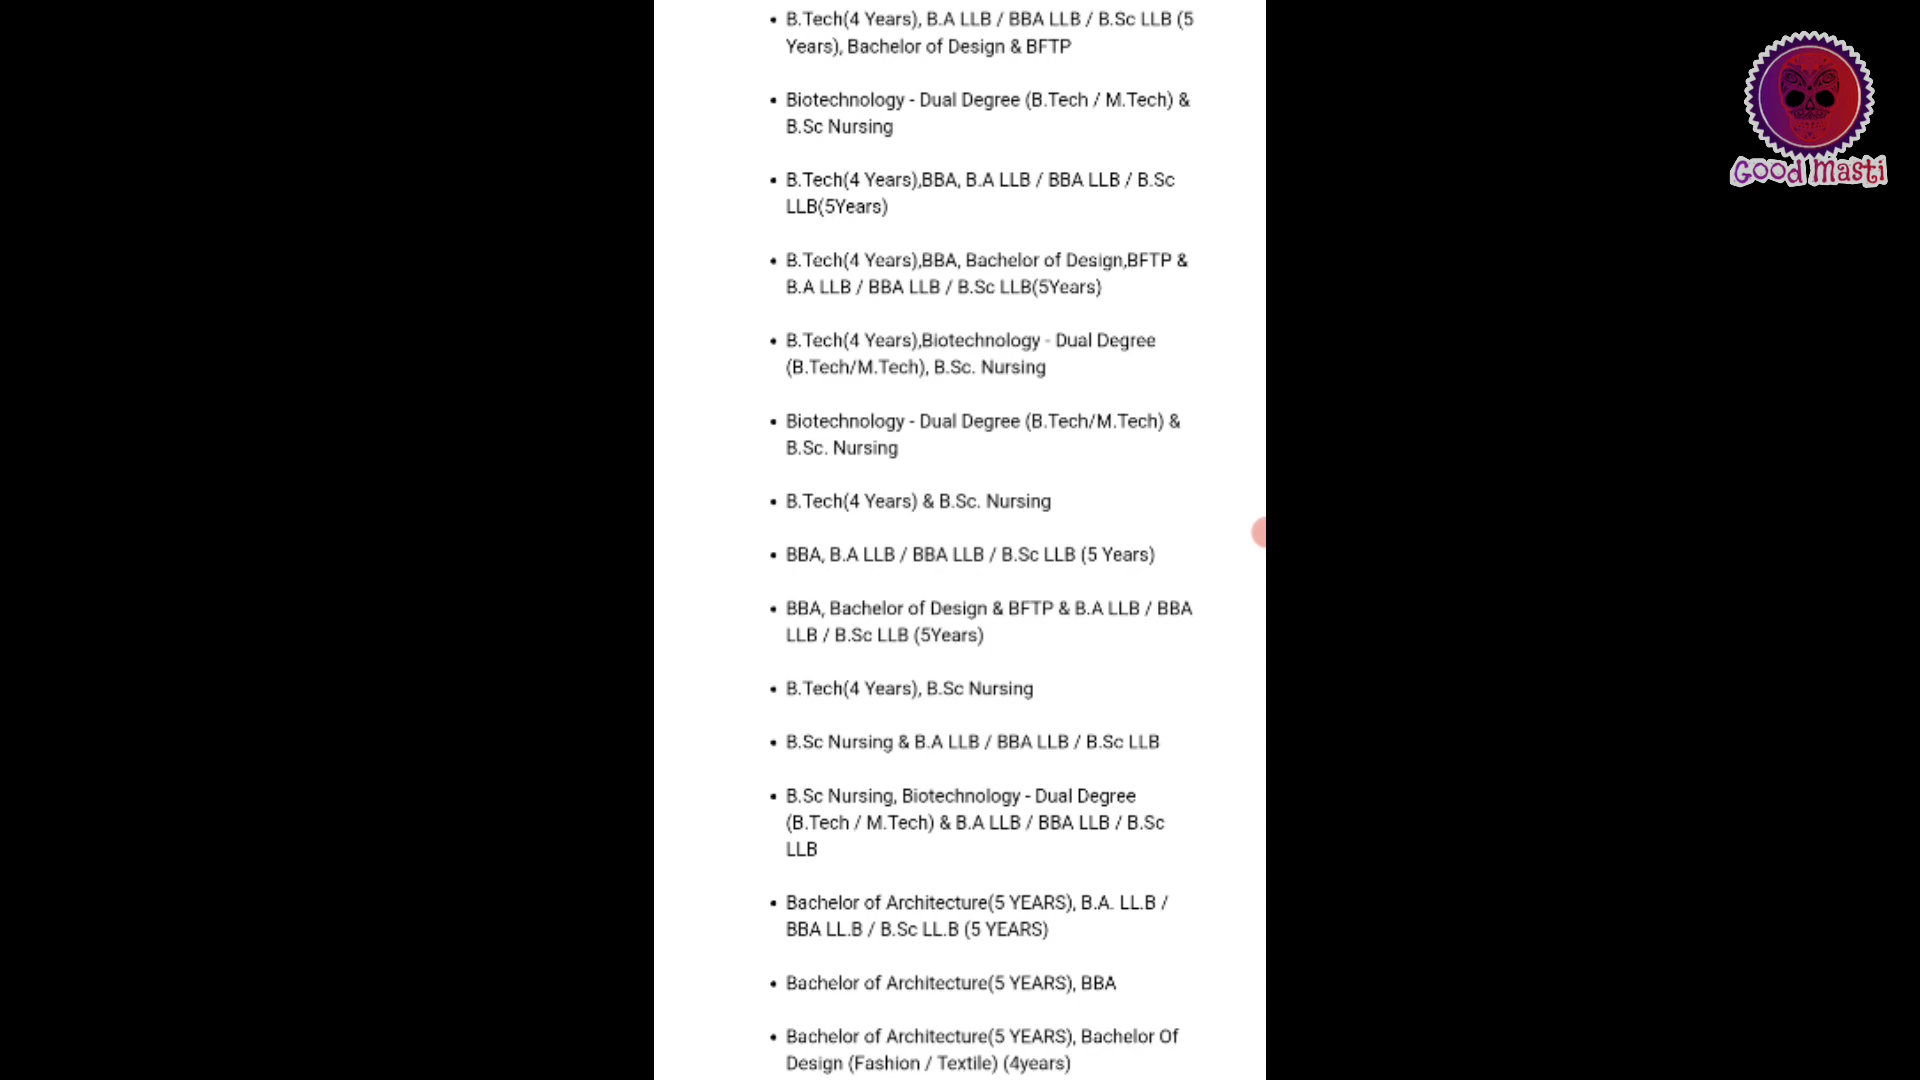 • B.Tech(4 Years), B.A LLB / BBA LLB / B.Sc LLB (5
Years), Bachelor of Design & BFTP
• Biotechnology - Dual Degree (B.Tech / M.Tech) &
B.Sc Nursing
• B.Tech(4 Years),BBA, B.A LLB / BBA LLB / B.Sc
LLB(5Years)
• B.Tech(4 Years),BBA, Bachelor of Design,BFTP &
B.A LLB / BBA LLB / B.Sc LLB(5Years)
• B.Tech(4 Years),Biotechnology - Dual Degree
(B.Tech/M.Tech), B.Sc. Nursing
• Biotechnology - Dual Degree (B.Tech/M.Tech) &
B.Sc. Nursing
• B.Tech(4 Years) & B.Sc. Nursing
• BBA, B.A LLB / BBA LLB / B.Sc LLB (5 Years)
• BBA, Bachelor of Design & BFTP & B.A LLB / BBA
LLB / B.Sc LLB (5Years)
• B.Tech(4 Years), B.Sc Nursing
• B.Sc Nursing & B.A LLB / BBA LLB / B.Sc LLB
• B.Sc Nursing, Biotechnology - Dual Degree
(B.Tech / M.Tech) & B.A LLB / BBA LLB / B.Sc
LLB
• Bachelor of Architecture(5 YEARS), B.A. LL.B /
BBA LL.B / B.Sc LL.B (5 YEARS)
• Bachelor of Architecture(5 YEARS), BBA
• Bachelor of Architecture(5 YEARS), Bachelor Of
Design (Fashion / Textile) (4years)
Good Masti